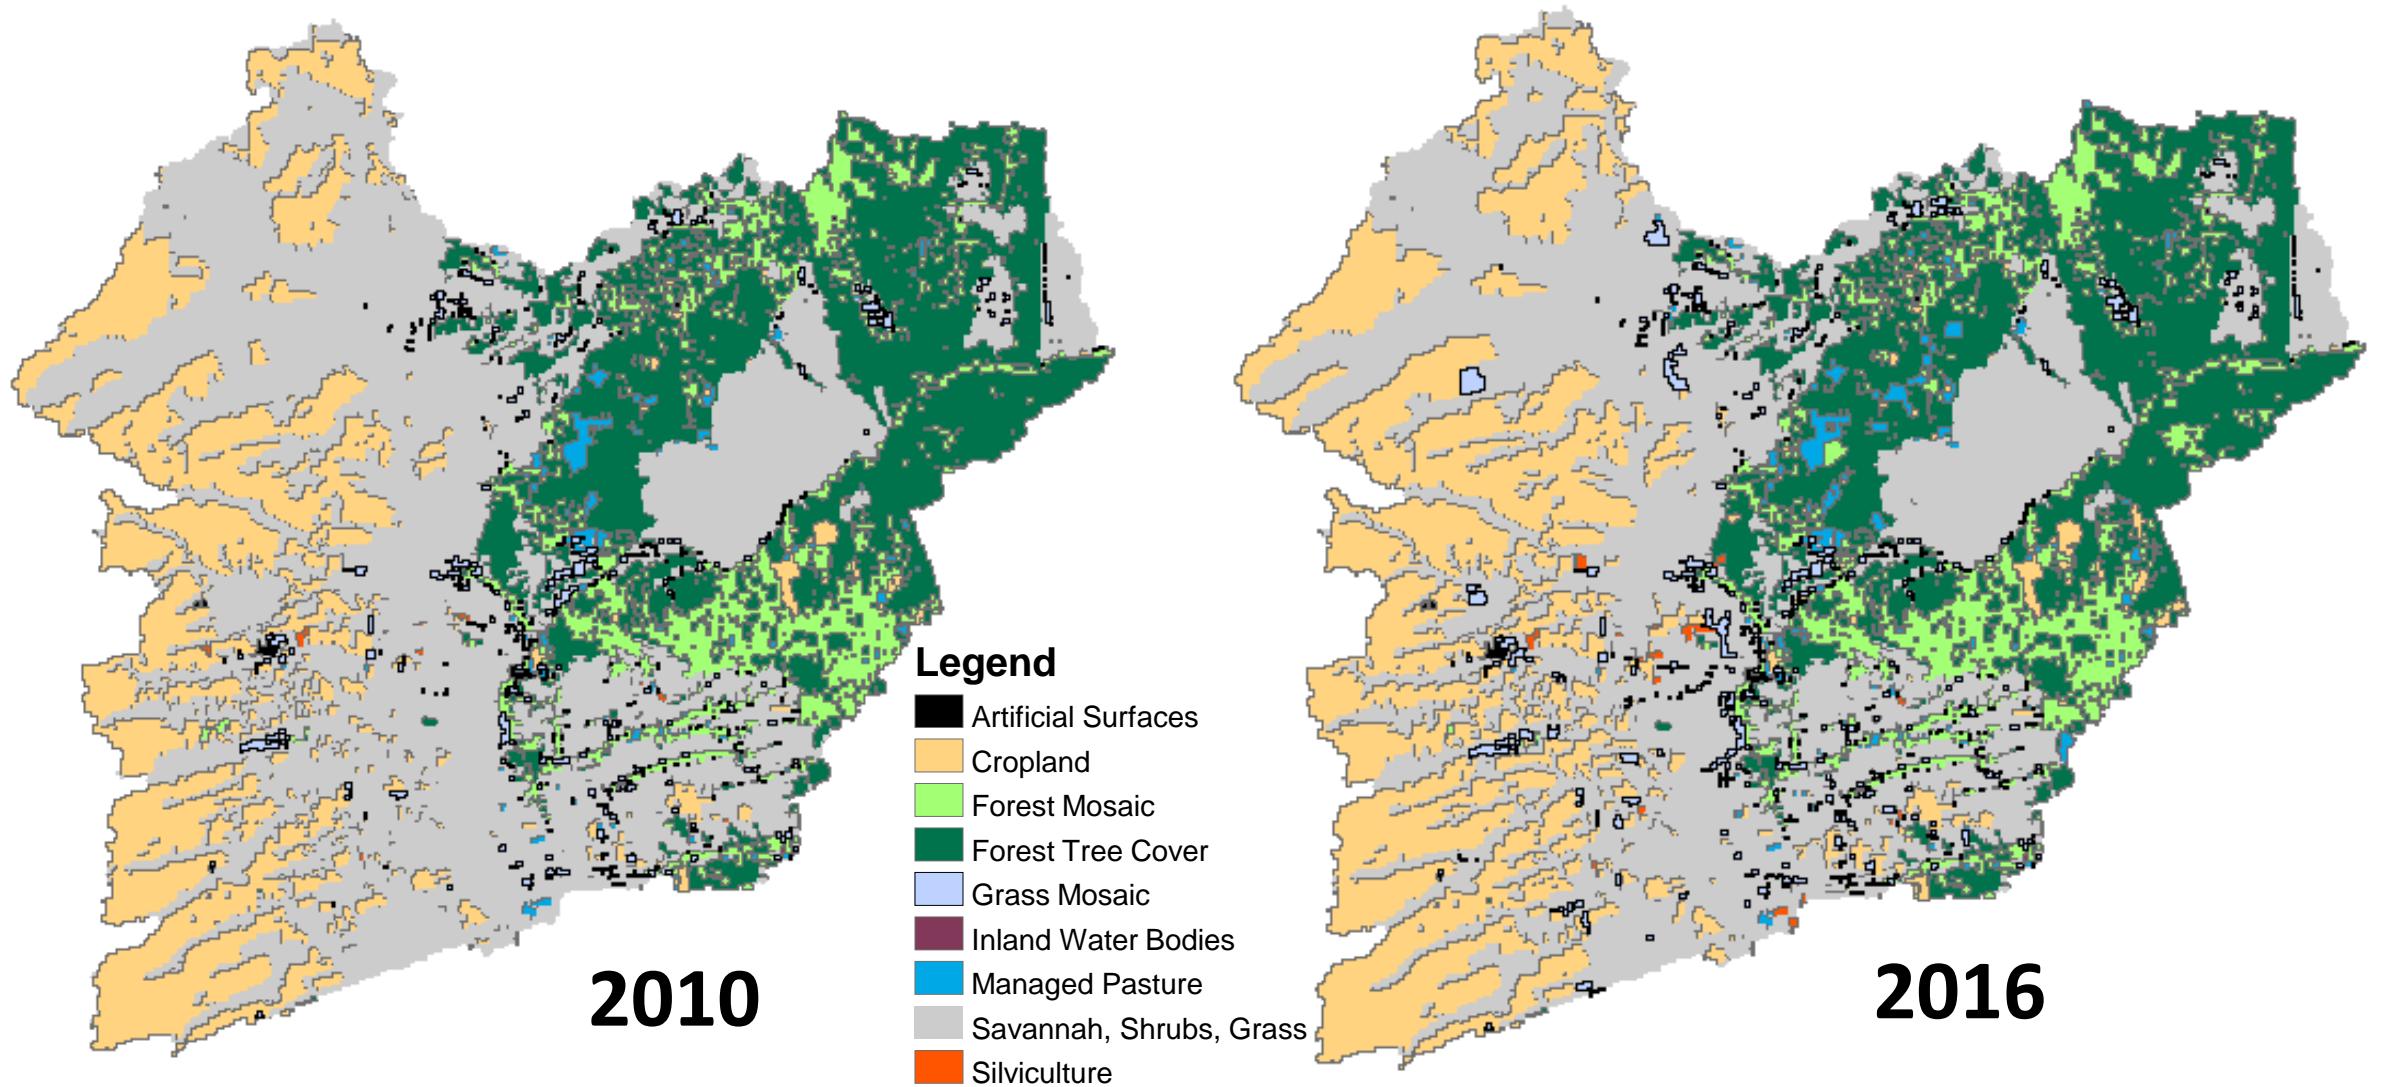 Legend
Artificial Surfaces
Cropland
Forest Mosaic
Forest Tree Cover
Grass Mosaic
Inland Water Bodies
Managed Pasture
Savannah, Shrubs, Grass
Silviculture
2010
2016